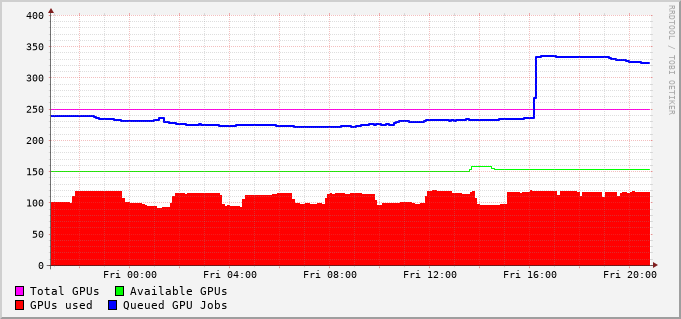 RRDTOOL / TOBI OETIKER
400
350
300
250
200
150
100
50
0
Fri 00:00 Fri 04:00 Fri 08:00 Fri 12:00 Fri 16:00 Fri 20:00
Total GPUs Available GPUs
GPUs used Queued GPU Jobs